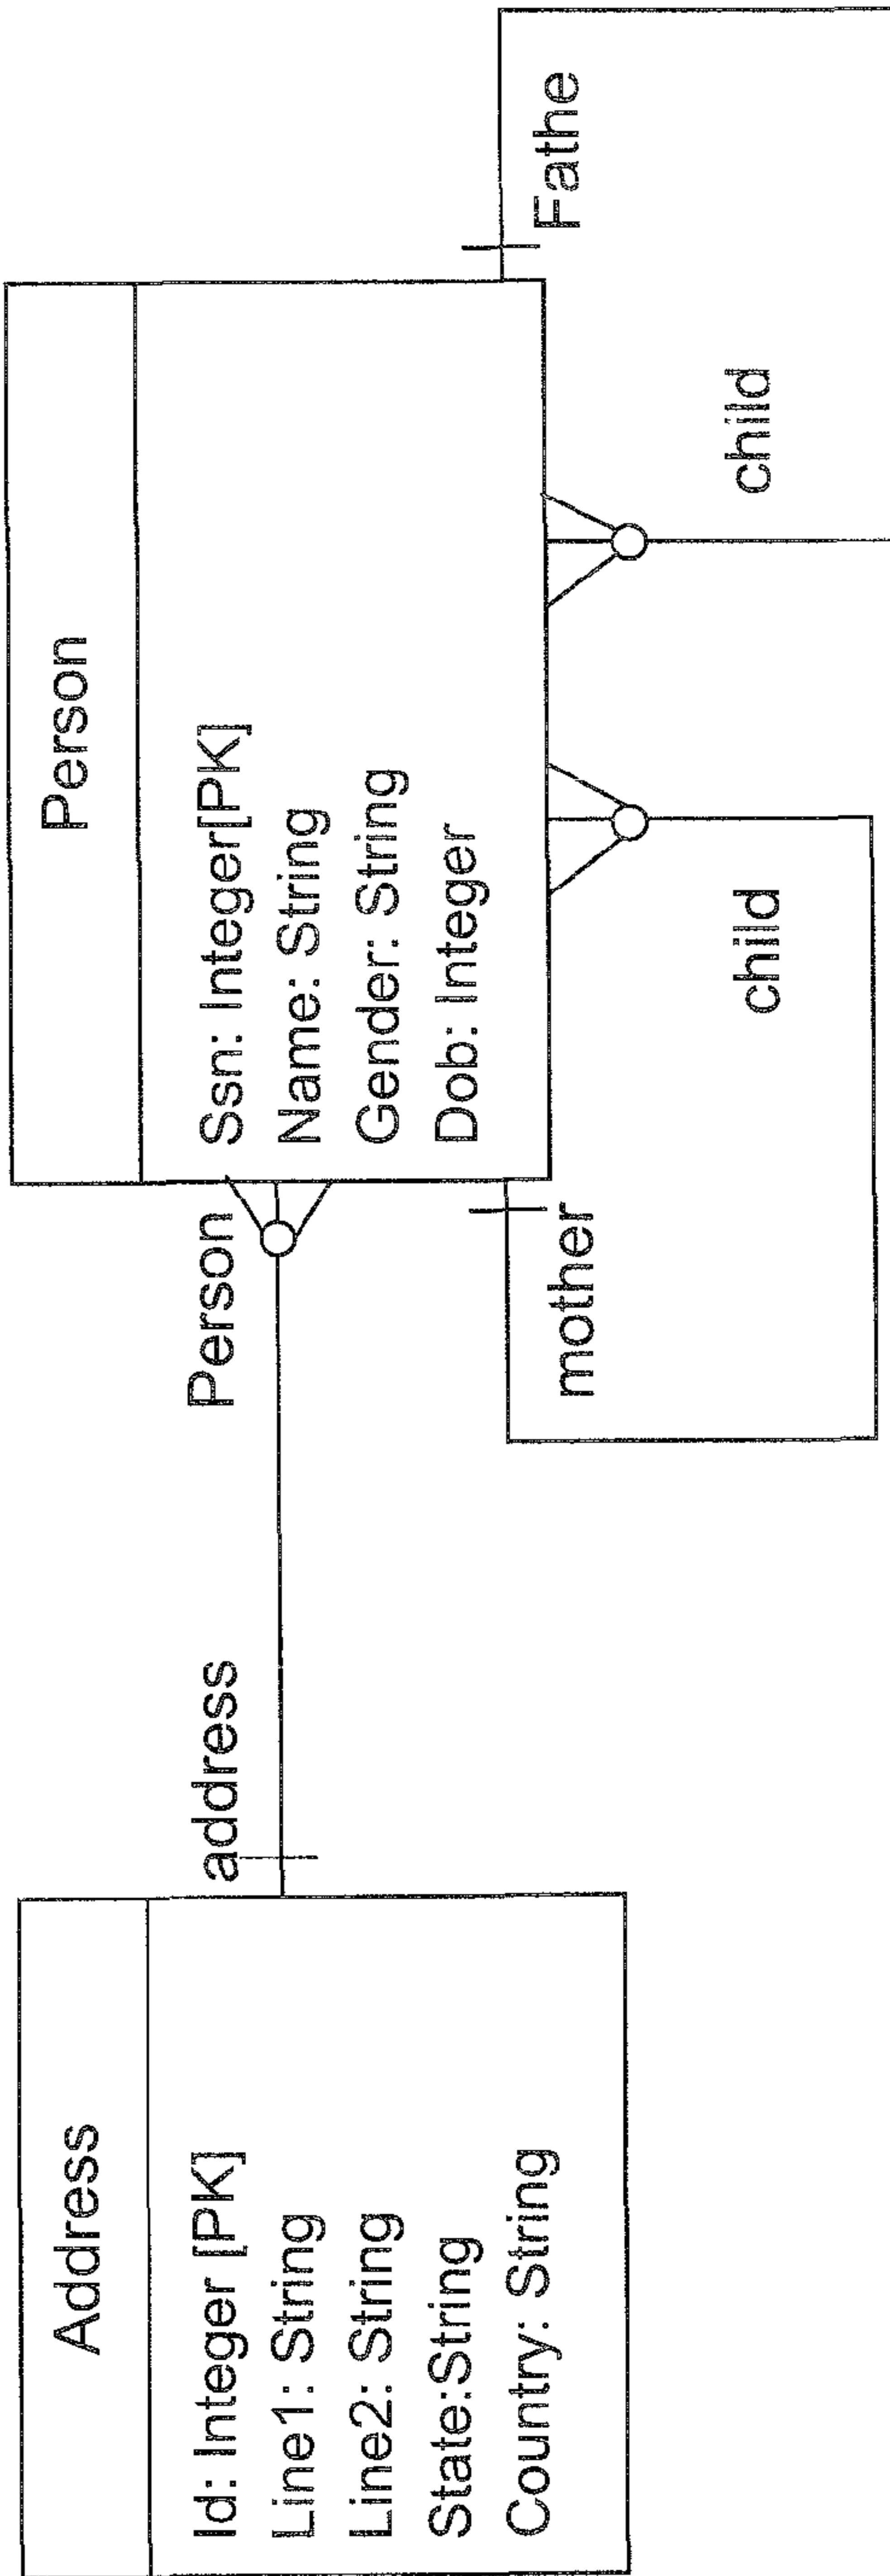 Address
Id: Integer [PK]
Line1: String
Line2: String
State:String
Country: String
address
Person
Person
Ssn: Integer[PK]
Name: String
Gender: String
Dob: Integer
mother
child
child
Fathe